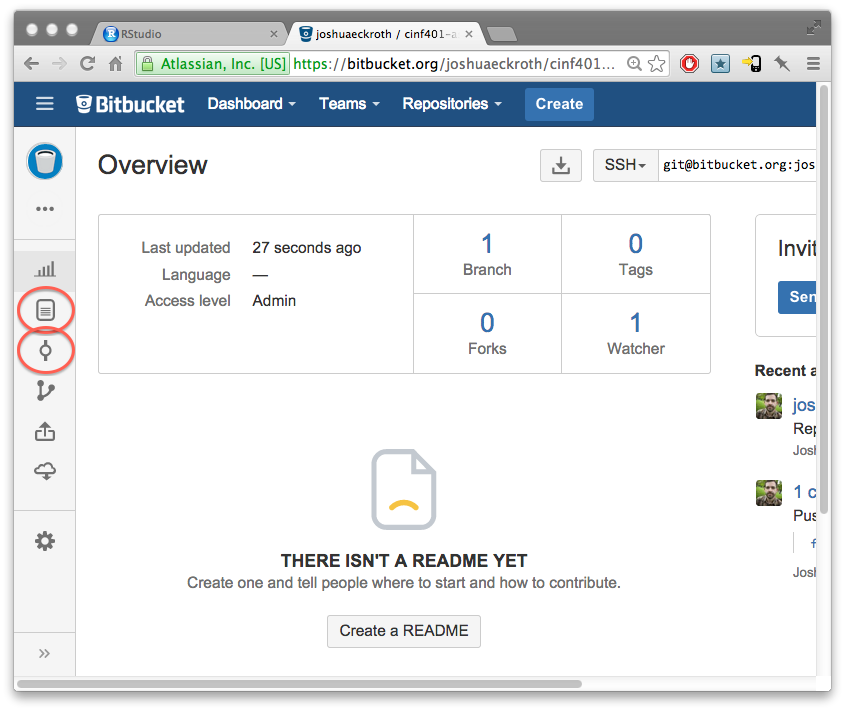 RStudio
joshuaeckroth / cinf401-a
Atlassian, Inc. [US] https://bitbucket.org/joshuaeckroth/cinf401...
Bitbucket Dashboard Teams Repositories Create
Overview
SSH git@bitbucket.org:jos
Last updated 27 seconds ago
Language —
Access level Admin
1
Branch
0
Tags
0
Forks
1
Watcher
Invit
Sen
Recent a
jos
Rep
Josh
1 c
Pus
f
Josh
THERE ISN'T A README YET
Create one and tell people where to start and how to contribute.
Create a README